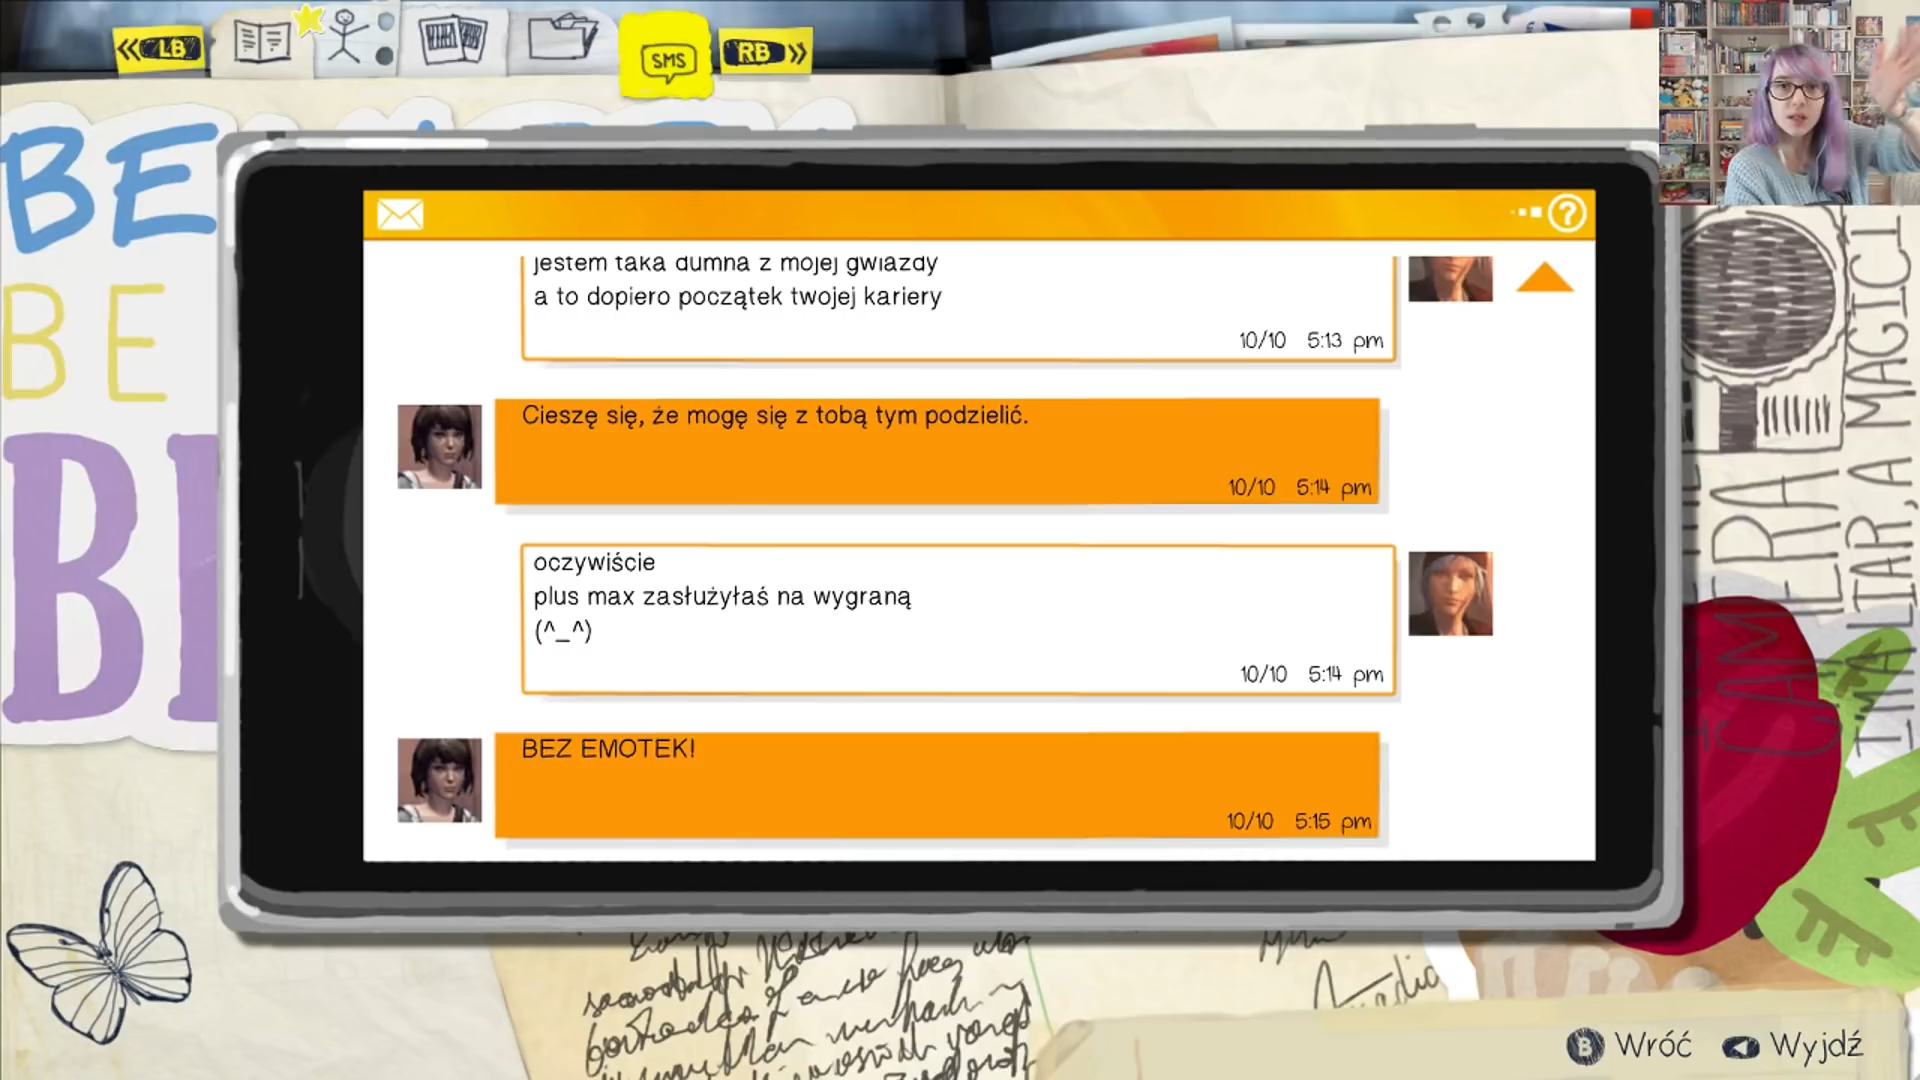 LB
SMS
RB
BE
jestem taka dumna z mojej gwiazdy
a to dopiero początek twojej kariery
10/10 5:13 pm
Cieszę się, że mogę się z tobą tym podzielić.
10/10 5:14 pm
oczywiście
plus max zasłużyłaś na wygraną
(^_^)
10/10 5:14 pm
BEZ EMOTEK!
10/10 5:15 pm
BE
CAMERA
LIAR, A MAGICI
B Wróć
Wyjdź